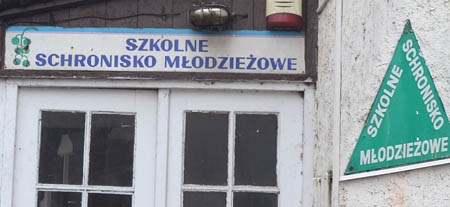 SZKOLNE
SCHRONISKO MŁODZIEŻOWE
SZKOLNE
SCHRONISKO
MŁODZIEŻOWE